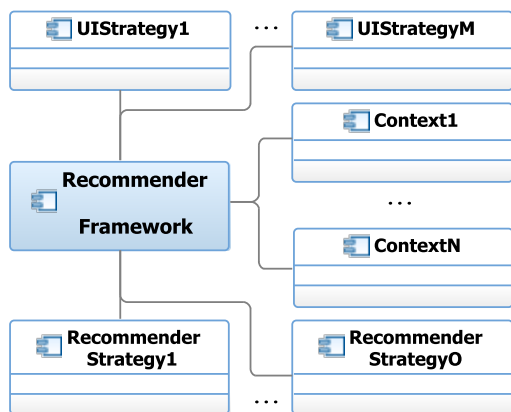 UIStrategy1
...
UIStrategyM
Context1
Recommender
Framework
...
ContextN
Recommender
Strategy1
Recommender
StrategyO
...